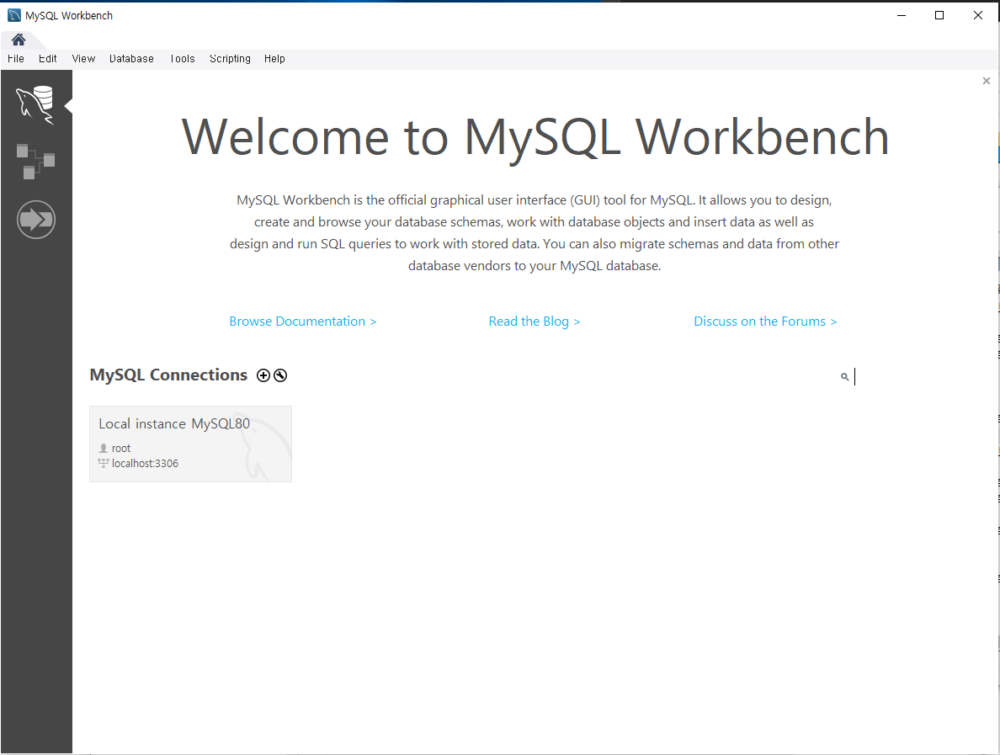 MySQL Workbench
File Edit View Database Tools Scripting Help
Welcome to MySQL Workbench
MySQL Workbench is the official graphical user interface (GUI) tool for MySQL. It allows you to design,
create and browse your database schemas, work with database objects and insert data as well as
design and run SQL queries to work with stored data. You can also migrate schemas and data from other
database vendors to your MySQL database.
Browse Documentation > Read the Blog > Discuss on the Forums >
MySQL Connections
Local instance MySQL80
root
localhost:3306